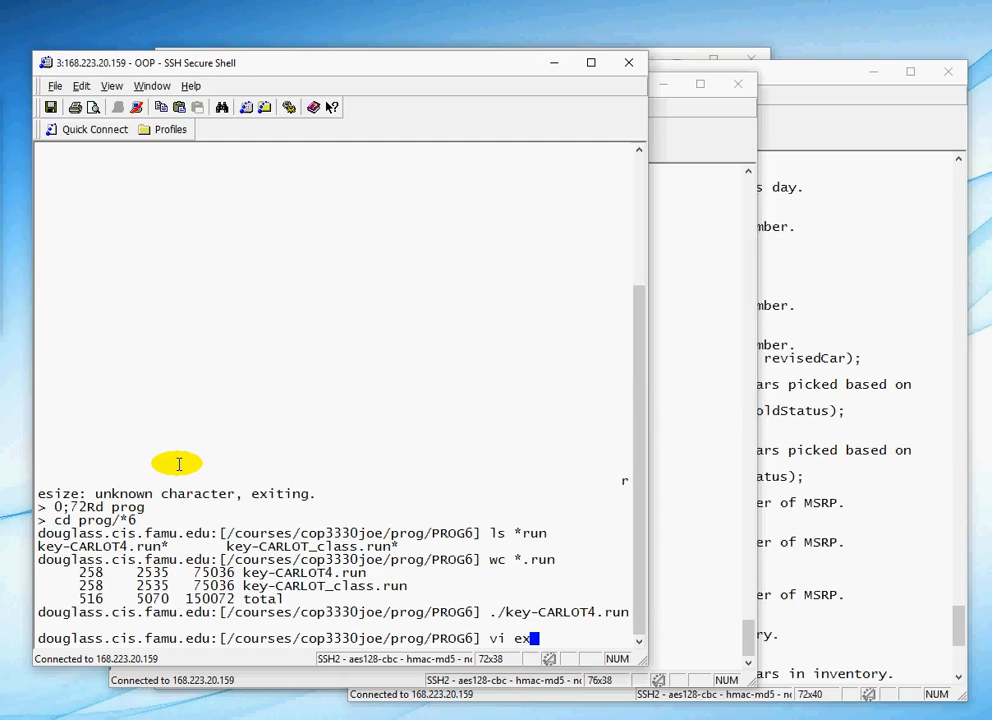 3:168.223.20.159 - OOP - SSH Secure Shell
File Edit View Window Help
Quick Connect Profiles
r
esize: unknown character, exiting.
> 0;72Rd prog
> cd prog/*6
douglass.cis.famu.edu:[/courses/cop3330joe/prog/PROG6] ls *run
key-CARLOT4.run* key-CARLOT_class.run*
douglass.cis.famu.edu:[/courses/cop3330joe/prog/PROG6] wc *.run
258 2535 75036 key-CARLOT4.run
258 2535 75036 key-CARLOT_class.run
516 5070 150072 total
douglass.cis.famu.edu:[/courses/cop3330joe/prog/PROG6] ./key-CARLOT4.run
douglass.cis.famu.edu:[/courses/cop3330joe/prog/PROG6] vi ex
Connected to 168.223.20.159 SSH2 - aes128-cbc - hmac-md5 - nc 72x38 NUM
Connected to 168.223.20.159 SSH2 - aes128-cbc - hmac-md5 - nc 76x38 NUM
s day.
mber.
mber.
mber.
revisedCar);
ars picked based on
oldStatus);
ars picked based on
atus);
er of MSRP.
er of MSRP.
er of MSRP.
ry.
ars in inventory.
Connected to 168.223.20.159 SSH2 - aes128-cbc - hmac-md5 - nc 72x40 NUM